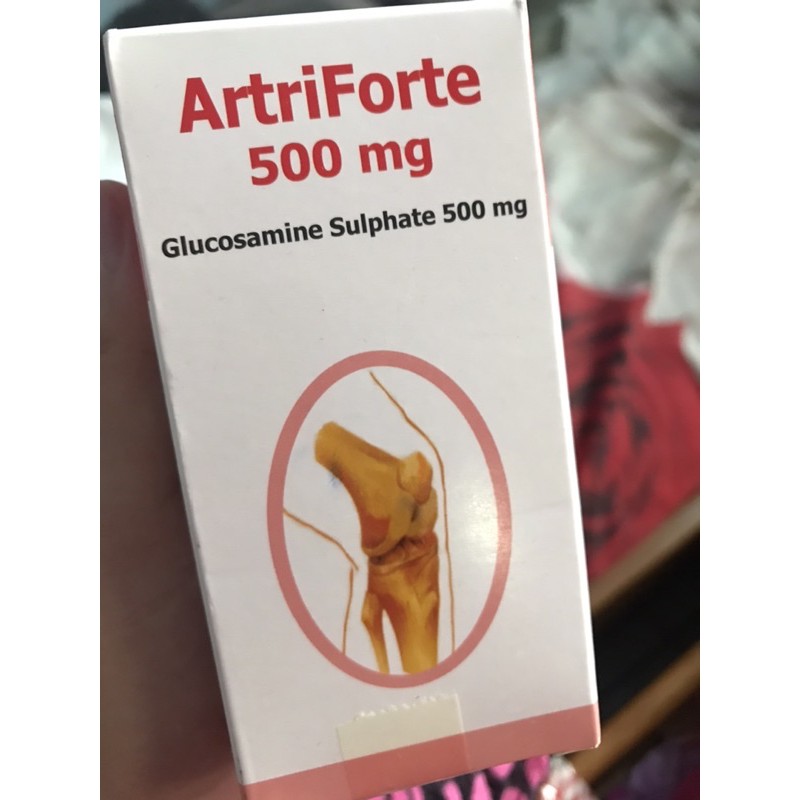 ArtriForte
500 mg
Glucosamine Sulphate 500 mg